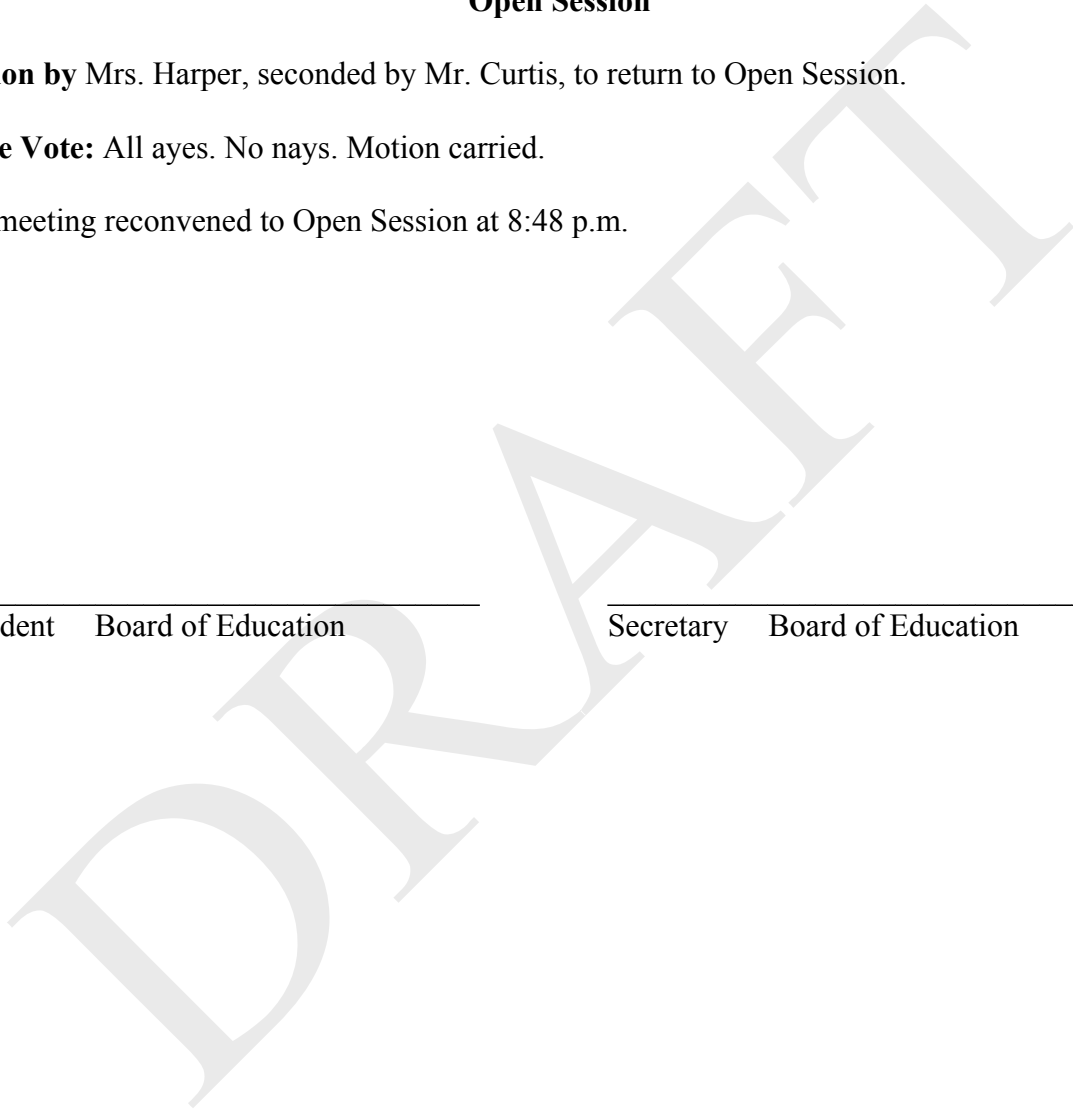 Open Session
on by Mrs. Harper, seconded by Mr. Curtis, to return to Open Session.
e Vote: All ayes. No nays. Motion carried.
meeting reconvened to Open Session at 8:48 p.m.
dent Board of Education Secretary Board of Education
DRAFT